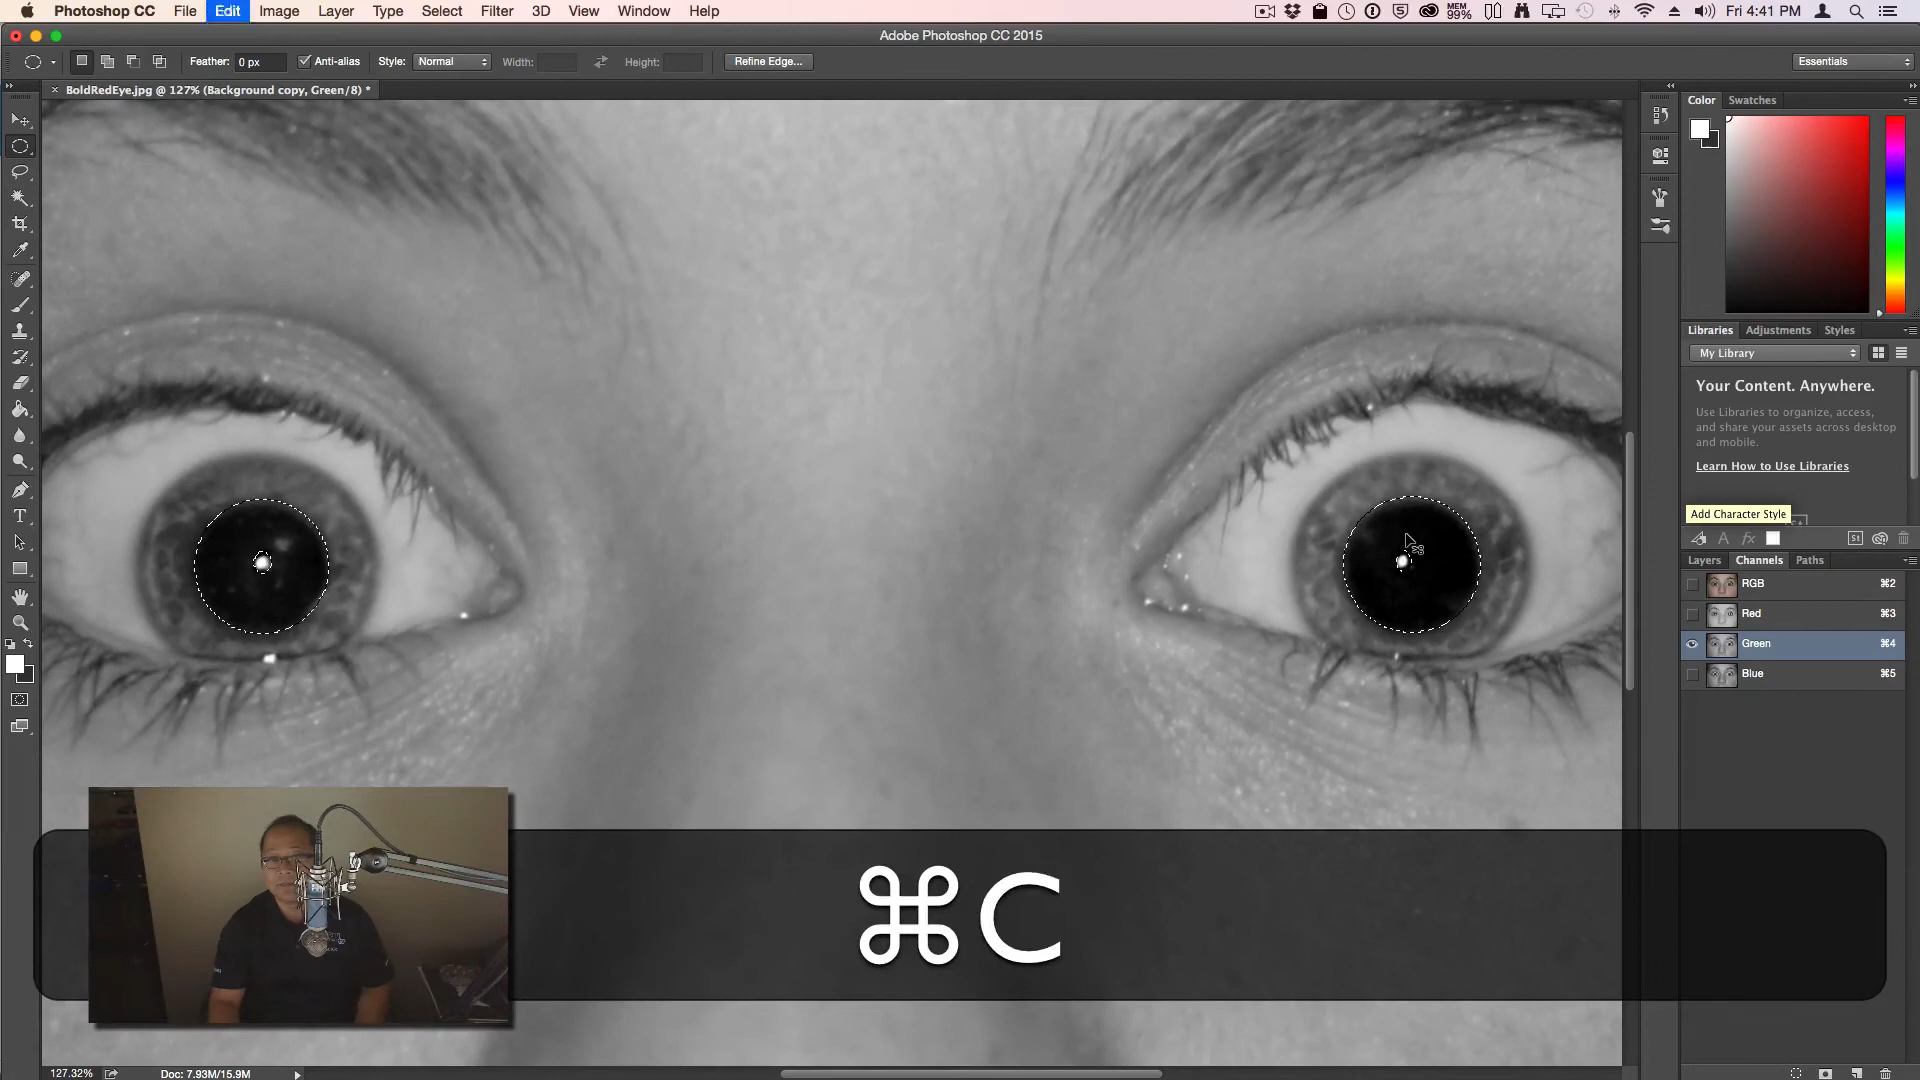 Photoshop CC File Edit Image Layer Type Select Filter 3D View Window Help MEM 99% Fri 4:41 PM
Adobe Photoshop CC 2015
Feather: 0 px Anti-alias Style: Normal Width: Height: Refine Edge... Essentials
× BoldRedEye.jpg @ 127% (Background copy, Green/8) *
Color Swatches
Libraries Adjustments Styles
My Library
Your Content. Anywhere.
Use Libraries to organize, access,
and share your assets across desktop
and mobile.
Learn How to Use Libraries
Add Character Style
A fx St
Layers Channels Paths
RGB ⌘2
Red ⌘3
Green ⌘4
Blue ⌘5
⌘C
127.32% Doc: 7.93M/15.9M